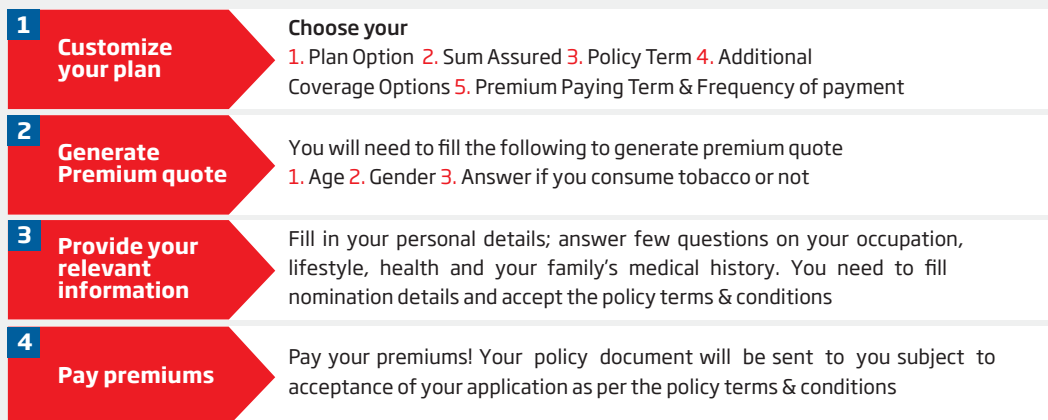 1
Customize
your plan
Choose your
1. Plan Option 2. Sum Assured 3. Policy Term 4. Additional
Coverage Options 5. Premium Paying Term & Frequency of payment
2
Generate
Premium quote
You will need to fill the following to generate premium quote
1. Age 2. Gender 3. Answer if you consume tobacco or not
3
Provide your
relevant
information
Fill in your personal details; answer few questions on your occupation,
lifestyle, health and your family's medical history. You need to fill
nomination details and accept the policy terms & conditions
4
Pay premiums
Pay your premiums! Your policy document will be sent to you subject to
acceptance of your application as per the policy terms & conditions